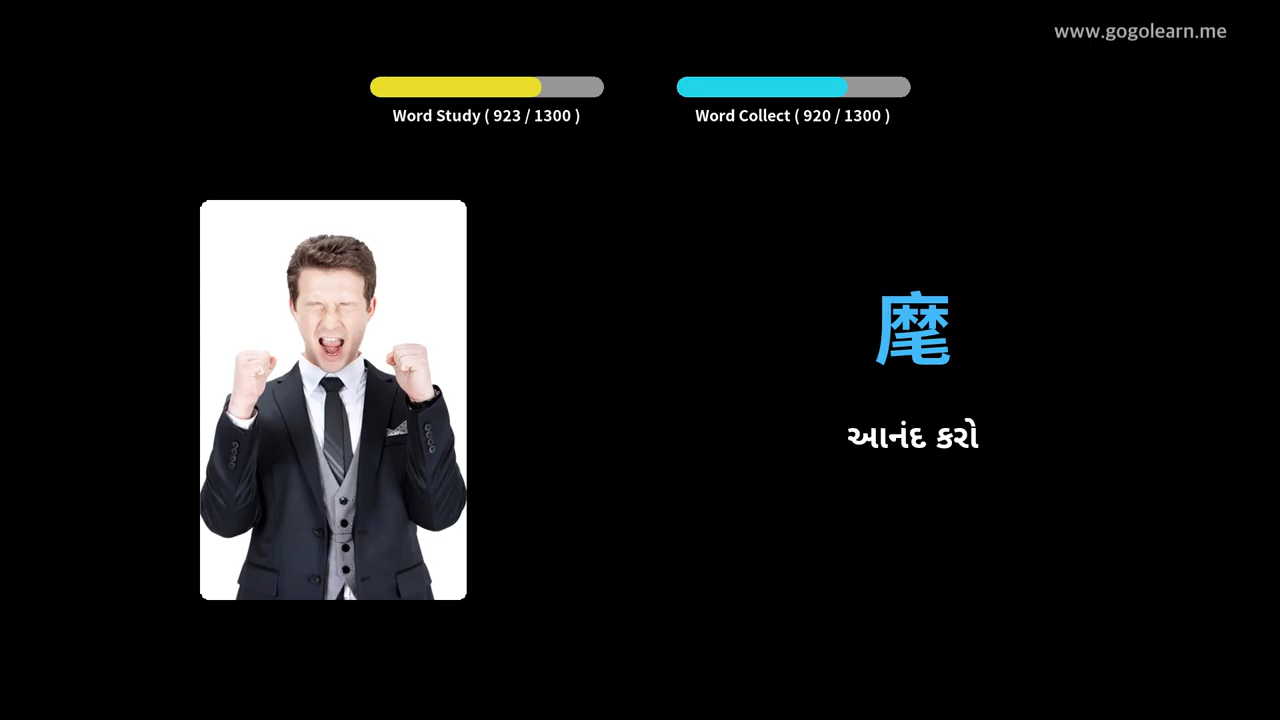 www.gogolearn.me
Word Study ( 923 / 1300 )
Word Collect ( 920 / 1300 )
麾
આનંદ કરો